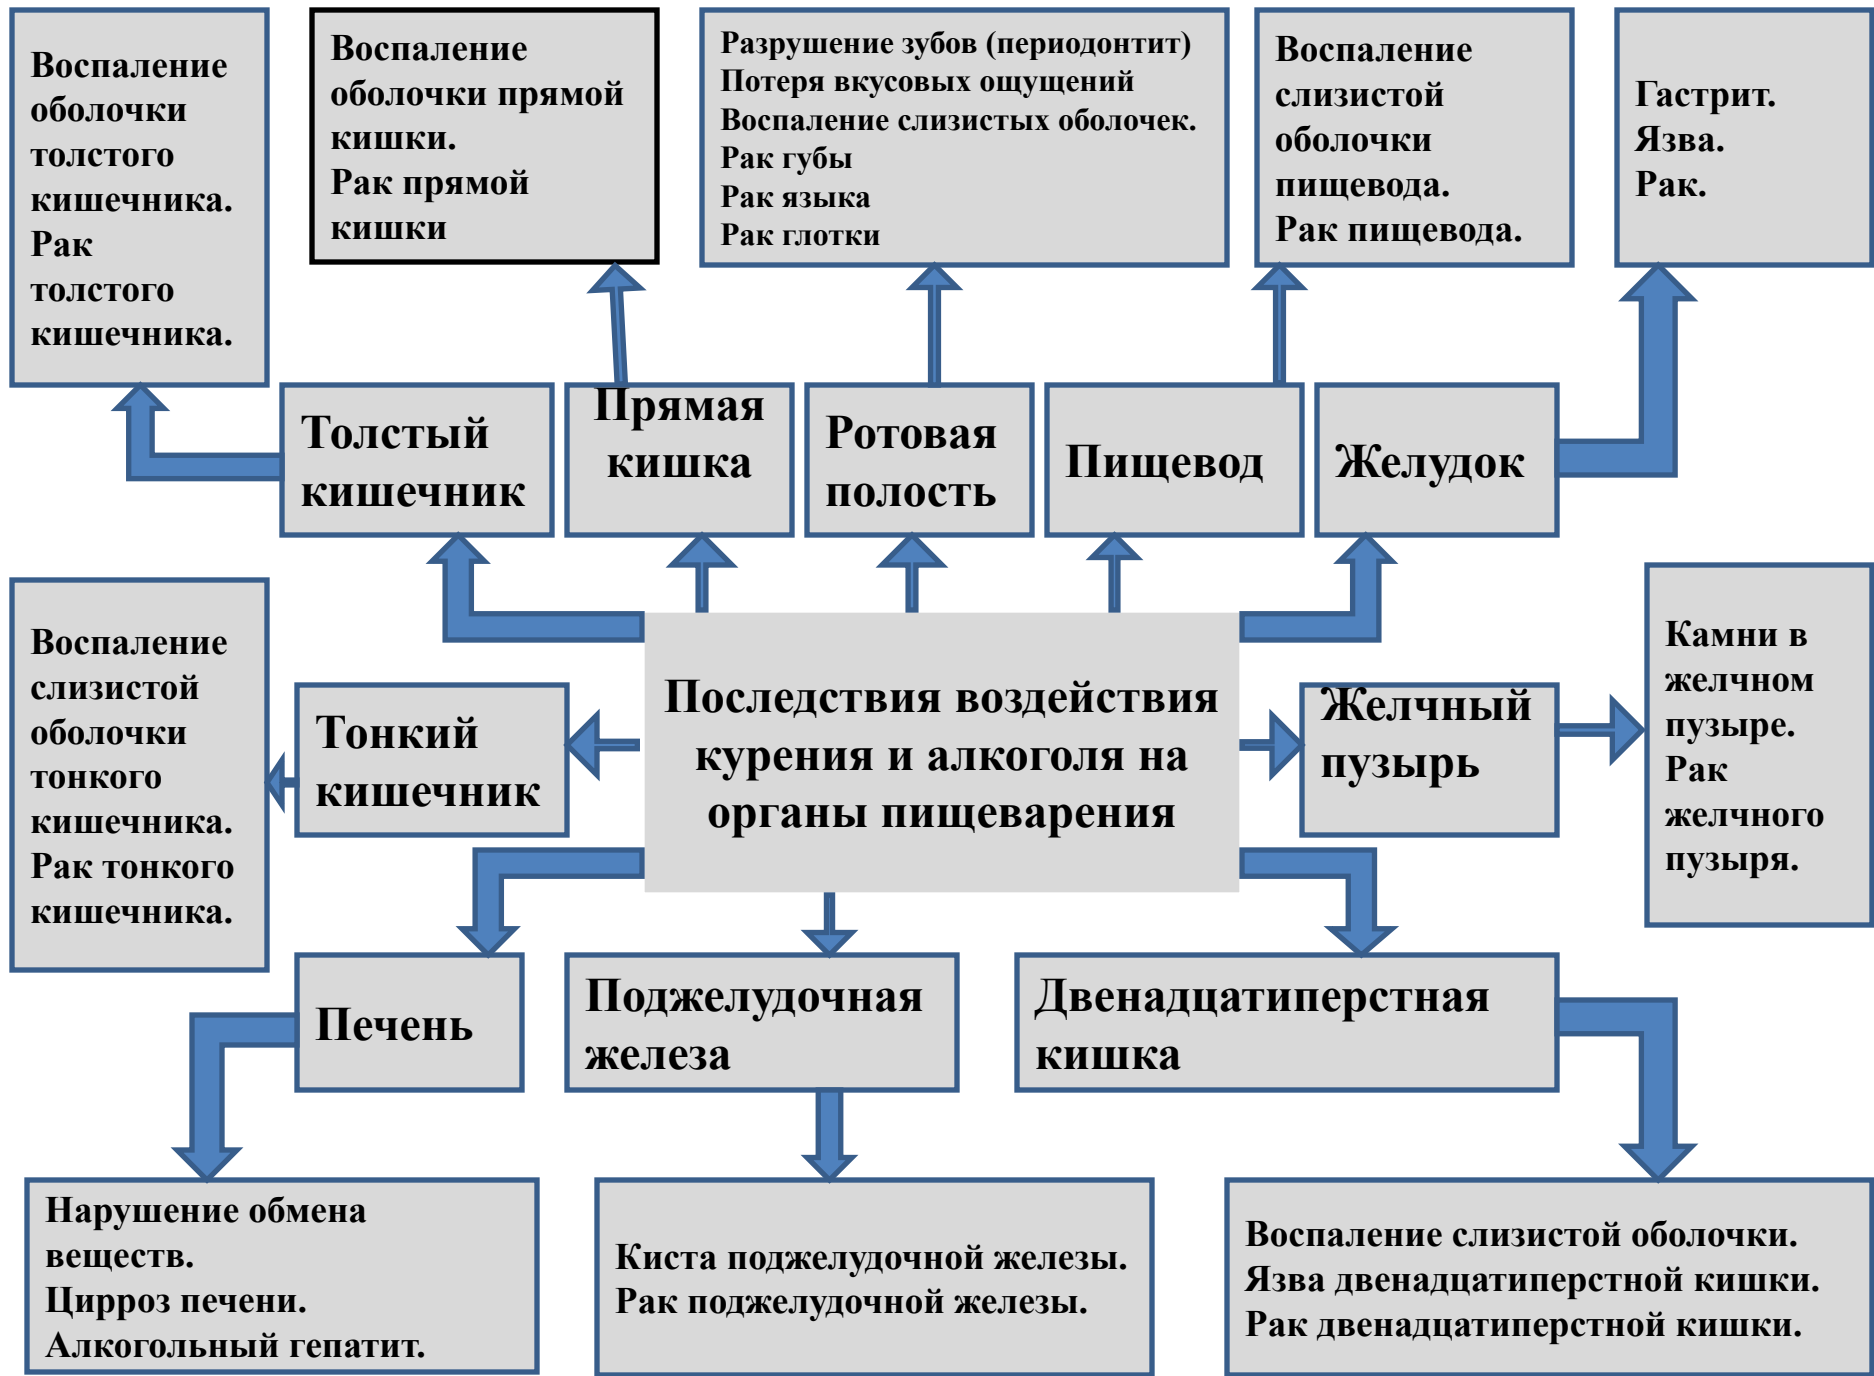 Воспаление
оболочки
толстого
кишечника.
Рак
толстого
кишечника.
Воспаление
оболочки прямой
кишки.
Рак прямой
кишки
Разрушение зубов (периодонтит)
Потеря вкусовых ощущений
Воспаление слизистых оболочек.
Рак губы
Рак языка
Рак глотки
Воспаление
слизистой
оболочки
пищевода.
Рак пищевода.
Гастрит.
Язва.
Рак.
Толстый
кишечник
Прямая
кишка
Ротовая
полость
Пищевод
Желудок
Воспаление
слизистой
оболочки
тонкого
кишечника.
Рак тонкого
кишечника.
Тонкий
кишечник
Последствия воздействия
курения и алкоголя на
органы пищеварения
Желчный
пузырь
Камни в
желчном
пузыре.
Рак
желчного
пузыря.
Печень
Поджелудочная
железа
Двенадцатиперстная
кишка
Нарушение обмена
веществ.
Цирроз печени.
Алкогольный гепатит.
Киста поджелудочной железы.
Рак поджелудочной железы.
Воспаление слизистой оболочки.
Язва двенадцатиперстной кишки.
Рак двенадцатиперстной кишки.